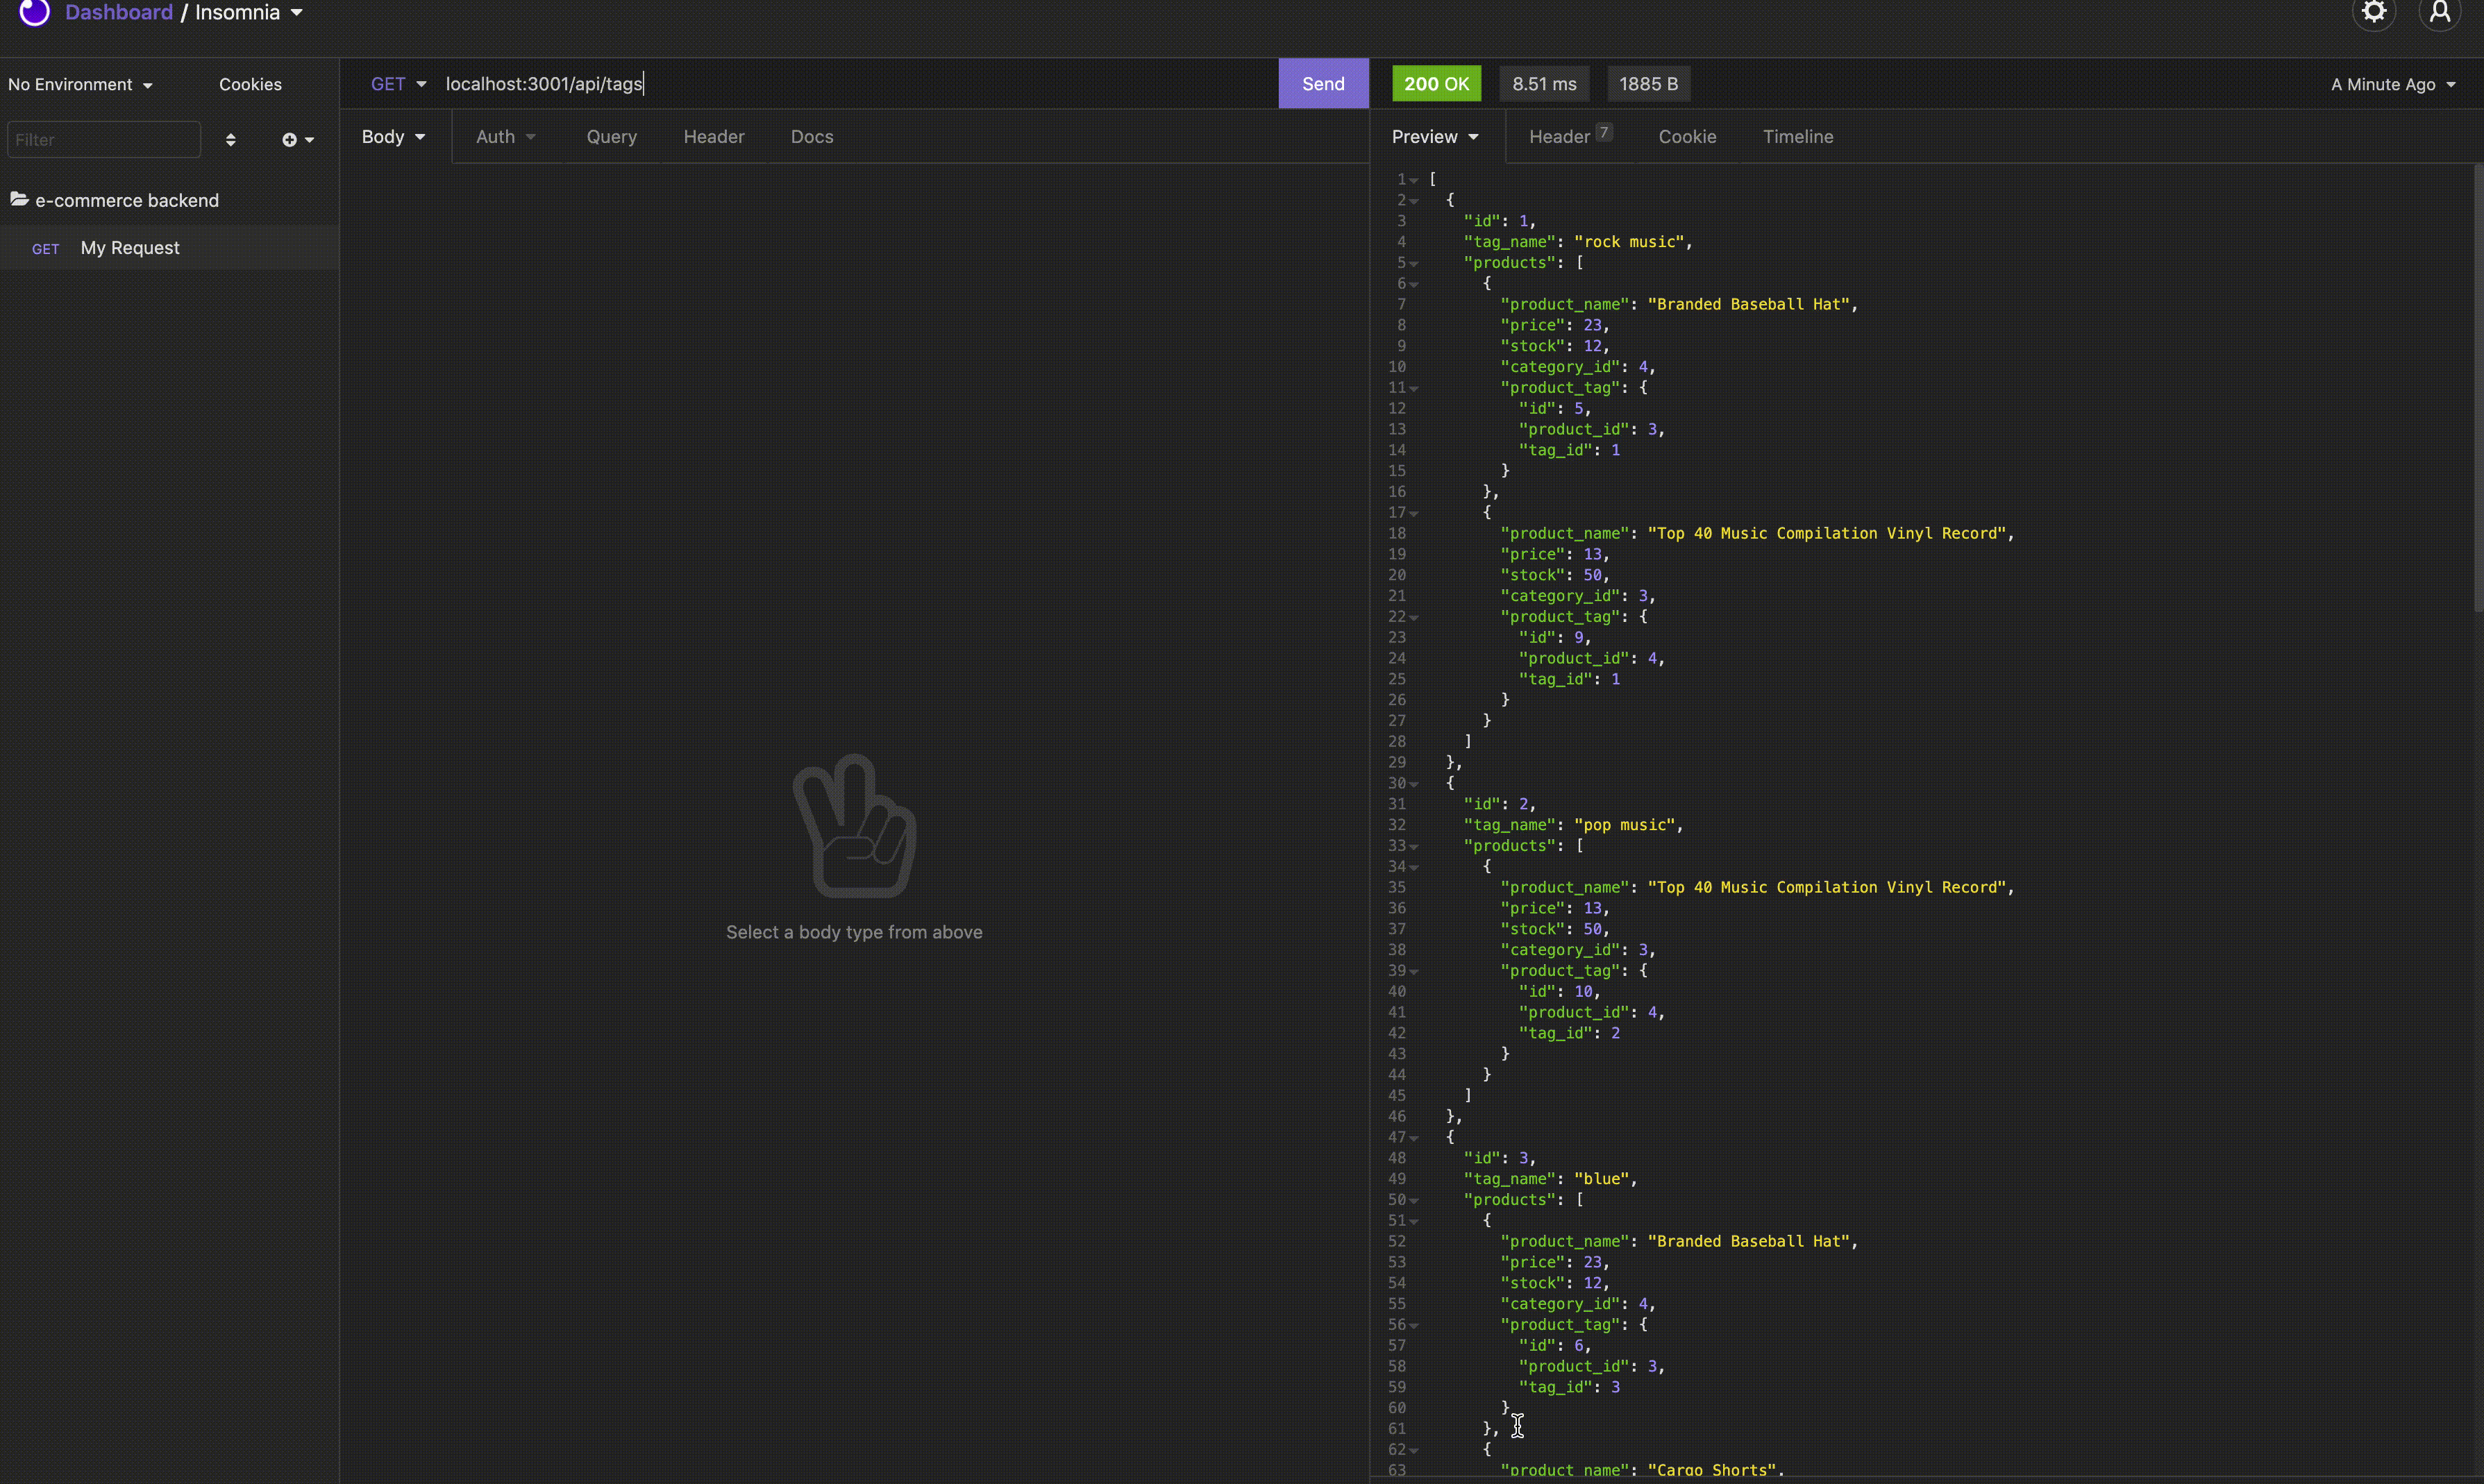 Dashboard / Insomnia
No Environment
Cookies
GET
localhost:3001/api/tags
Send
200 OK
8.51 ms
1885 B
A Minute Ago
Filter
Body
Auth
Query
Header
Docs
Preview
Header 7
Cookie
Timeline
e-commerce backend
GET My Request
Select a body type from above
1 [
2 {
3 "id": 1,
4 "tag_name": "rock music",
5 "products": [
6 {
7 "product_name": "Branded Baseball Hat",
8 "price": 23,
9 "stock": 12,
10 "category_id": 4,
11 "product_tag": {
12 "id": 5,
13 "product_id": 3,
14 "tag_id": 1
15 }
16 },
17 {
18 "product_name": "Top 40 Music Compilation Vinyl Record",
19 "price": 13,
20 "stock": 50,
21 "category_id": 3,
22 "product_tag": {
23 "id": 9,
24 "product_id": 4,
25 "tag_id": 1
26 }
27 }
28 ]
29 },
30 {
31 "id": 2,
32 "tag_name": "pop music",
33 "products": [
34 {
35 "product_name": "Top 40 Music Compilation Vinyl Record",
36 "price": 13,
37 "stock": 50,
38 "category_id": 3,
39 "product_tag": {
40 "id": 10,
41 "product_id": 4,
42 "tag_id": 2
43 }
44 }
45 ]
46 },
47 {
48 "id": 3,
49 "tag_name": "blue",
50 "products": [
51 {
52 "product_name": "Branded Baseball Hat",
53 "price": 23,
54 "stock": 12,
55 "category_id": 4,
56 "product_tag": {
57 "id": 6,
58 "product_id": 3,
59 "tag_id": 3
60 }
61 },
62 {
63 "product_name": "Cargo Shorts",